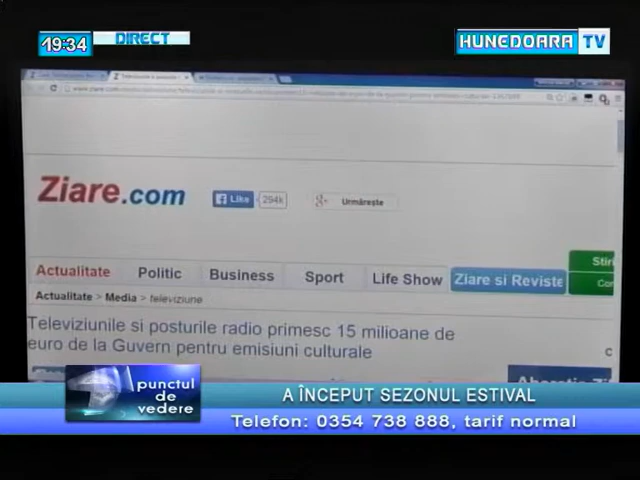 19:34
DIRECT
HUNEDOARA TV
Ziare.com
Like
294k
Urmărește
Actualitate
Politic
Business
Sport
Life Show
Ziare si Reviste
Stiri
Actualitate > Media > televiziune
Televiziunile si posturile radio primesc 15 milioane de
euro de la Guvern pentru emisiuni culturale
punctul
de
vedere
A ÎNCEPUT SEZONUL ESTIVAL
Telefon: 0354 738 888, tarif normal